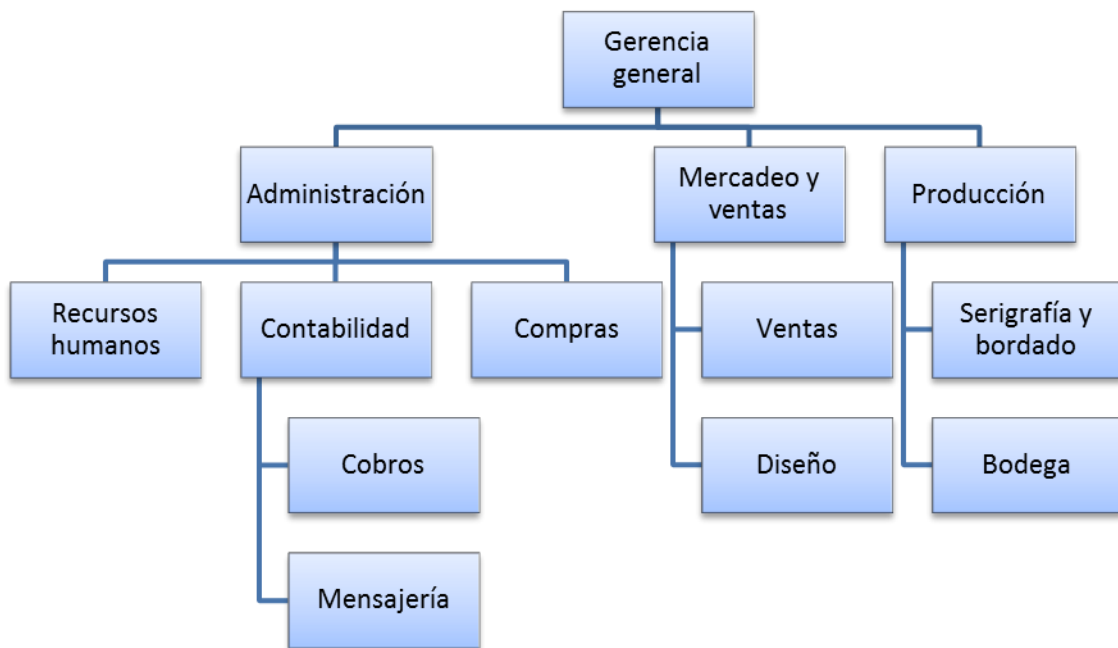 Gerencia
general
Administración
Mercadeo y
ventas
Producción
Recursos
humanos
Contabilidad
Compras
Ventas
Serigrafía y
bordado
Cobros
Diseño
Bodega
Mensajería